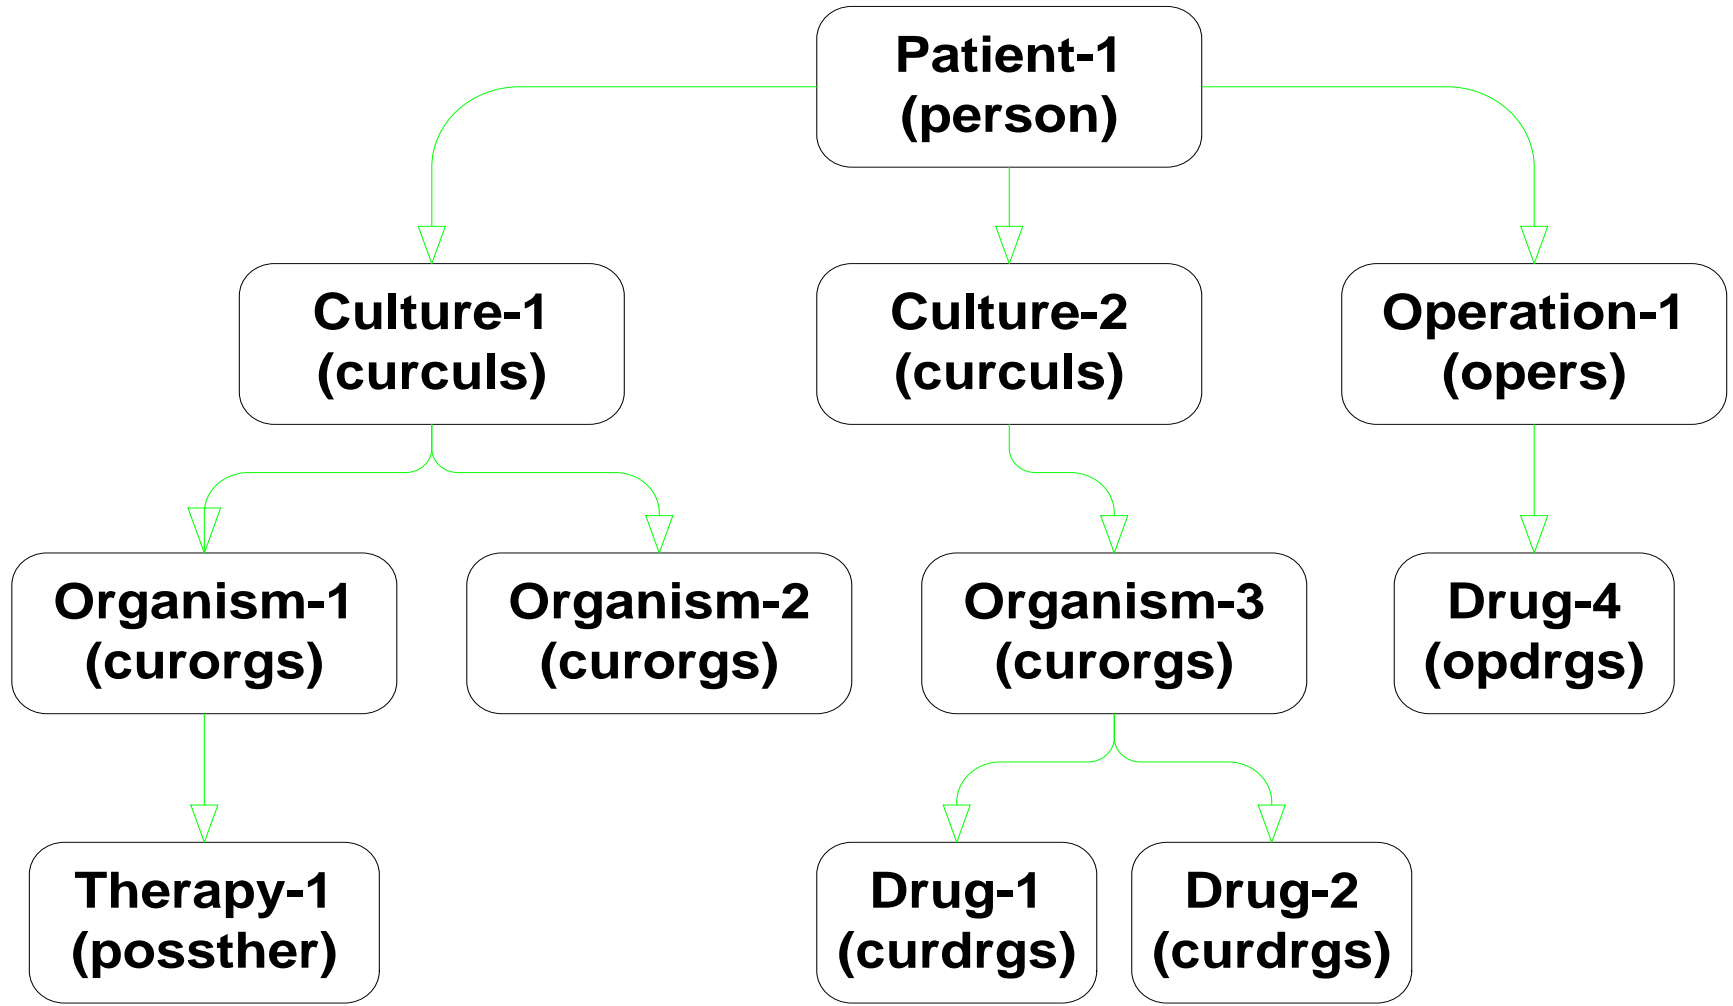 Patient-1
(person)
Culture-1
(curculs)
Culture-2
(curculs)
Operation-1
(opers)
Organism-1
(curorgs)
Organism-2
(curorgs)
Organism-3
(curorgs)
Drug-4
(opdrgs)
Therapy-1
(possther)
Drug-1
(curdrgs)
Drug-2
(curdrgs)